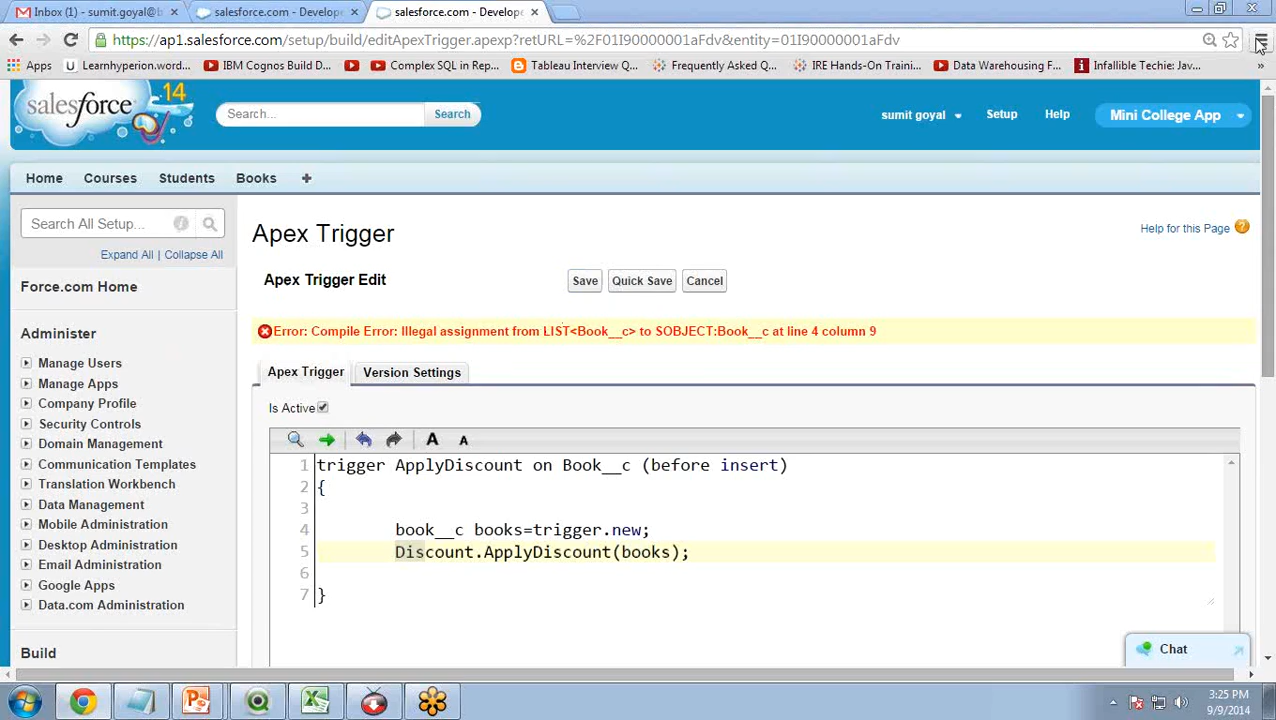 Inbox (1) - sumit.goyal@b
salesforce.com - Develope
salesforce.com - Develope
https://ap1.salesforce.com/setup/build/editApexTrigger.apexp?retURL=%2F01I90000001aFdv&entity=01I90000001aFdv
Apps
Learnhyperion.word...
IBM Cognos Build D...
Complex SQL in Rep...
Tableau Interview Q...
Frequently Asked Q...
IRE Hands-On Traini...
Data Warehousing F...
Infallible Techie: Jav...
»
salesforce
14
Search...
Search
sumit goyal
Setup
Help
Mini College App
Home
Courses
Students
Books
+
Search All Setup...
Expand All | Collapse All
Force.com Home
Administer
Manage Users
Manage Apps
Company Profile
Security Controls
Domain Management
Communication Templates
Translation Workbench
Data Management
Mobile Administration
Desktop Administration
Email Administration
Google Apps
Data.com Administration
Build
Apex Trigger
Help for this Page
Apex Trigger Edit
Save
Quick Save
Cancel
Error: Compile Error: Illegal assignment from LIST<Book__c> to SOBJECT:Book__c at line 4 column 9
Apex Trigger
Version Settings
Is Active
A
A
1 trigger ApplyDiscount on Book__c (before insert)
2 {
3
4 book__c books=trigger.new;
5 Discount.ApplyDiscount(books);
6
7 }
Chat
3:25 PM
9/9/2014